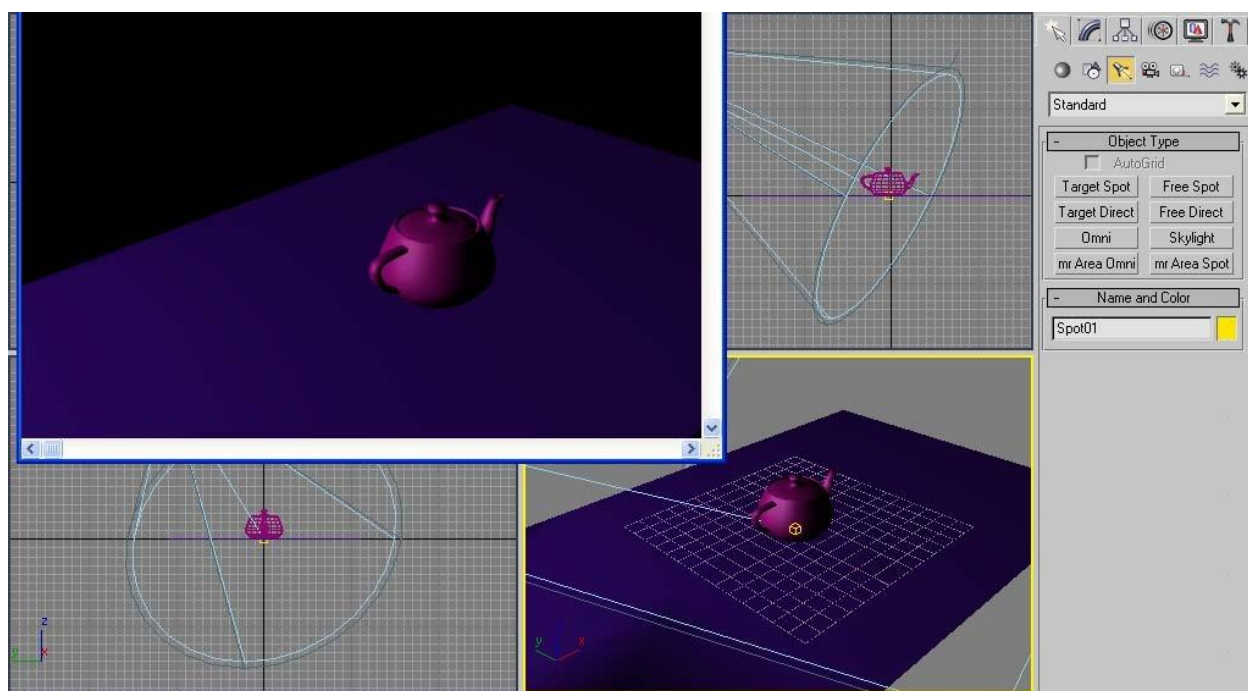 Standard
- Object Type
AutoGrid
Target Spot Free Spot
Target Direct Free Direct
Omni Skylight
mr Area Omni mr Area Spot
- Name and Color
Spot01
z
y x
y x